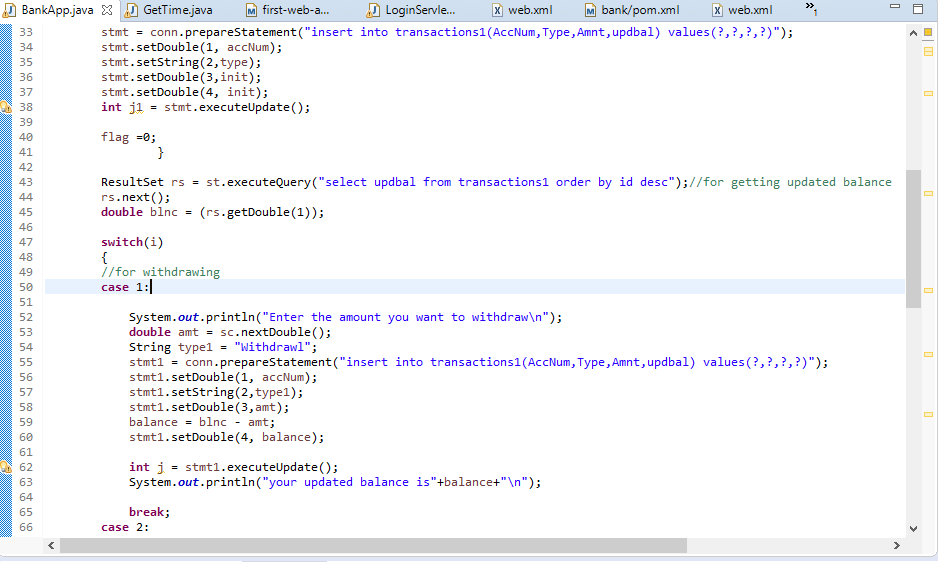 BankApp.java GetTime.java first-web-a... LoginServle... web.xml bank/pom.xml web.xml »1
33 stmt = conn.prepareStatement("insert into transactions1(AccNum,Type,Amnt,updbal) values(?,?,?,?)");
34 stmt.setDouble(1, accNum);
35 stmt.setString(2,type);
36 stmt.setDouble(3,init);
37 stmt.setDouble(4, init);
38 int j1 = stmt.executeUpdate();
39
40 flag =0;
41 }
42
43 ResultSet rs = st.executeQuery("select updbal from transactions1 order by id desc");//for getting updated balance
44 rs.next();
45 double blnc = (rs.getDouble(1));
46
47 switch(i)
48 {
49 //for withdrawing
50 case 1:
51
52 System.out.println("Enter the amount you want to withdraw\n");
53 double amt = sc.nextDouble();
54 String type1 = "Withdrawl";
55 stmt1 = conn.prepareStatement("insert into transactions1(AccNum,Type,Amnt,updbal) values(?,?,?,?)");
56 stmt1.setDouble(1, accNum);
57 stmt1.setString(2,type1);
58 stmt1.setDouble(3,amt);
59 balance = blnc - amt;
60 stmt1.setDouble(4, balance);
61
62 int j = stmt1.executeUpdate();
63 System.out.println("your updated balance is"+balance+"\n");
64
65 break;
66 case 2: